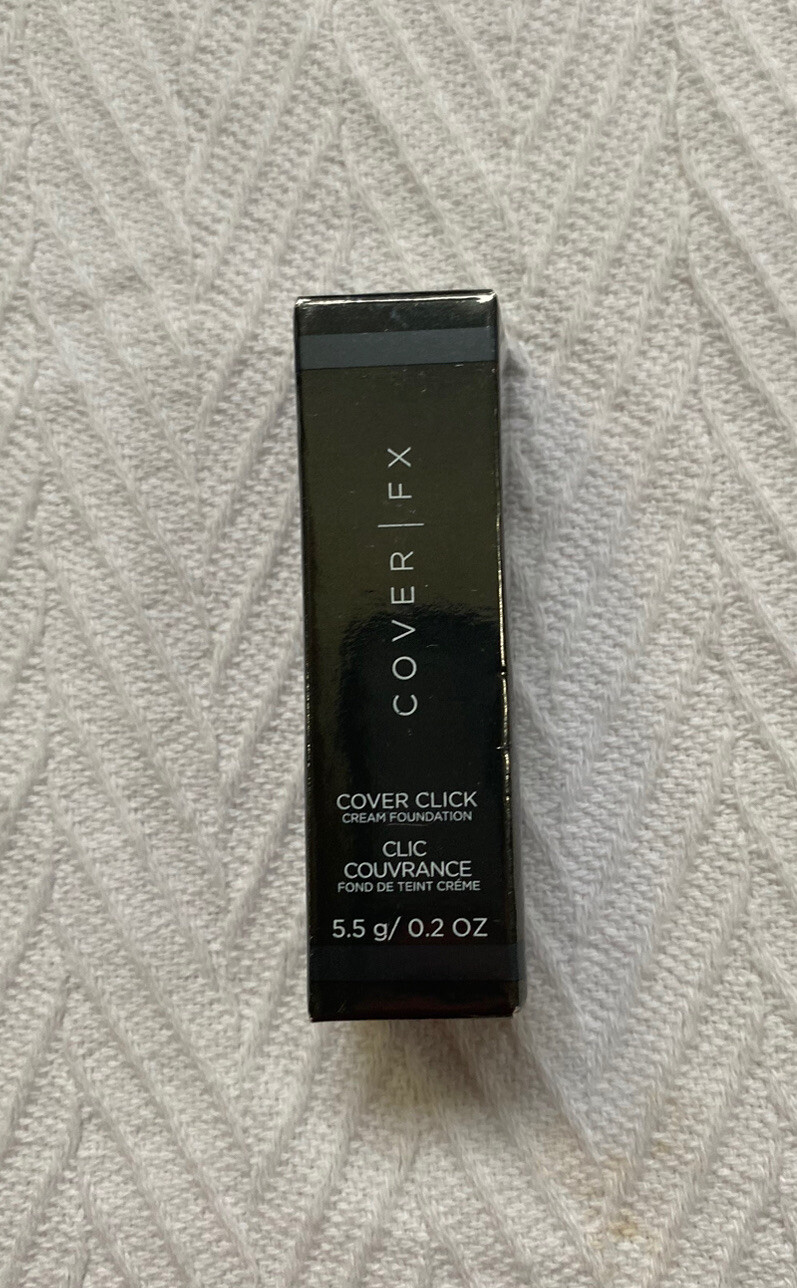 COVER | FX
COVER CLICK
CREAM FOUNDATION
CLIC
COUVRANCE
FOND DE TEINT CRÉME
5.5 g/ 0.2 OZ